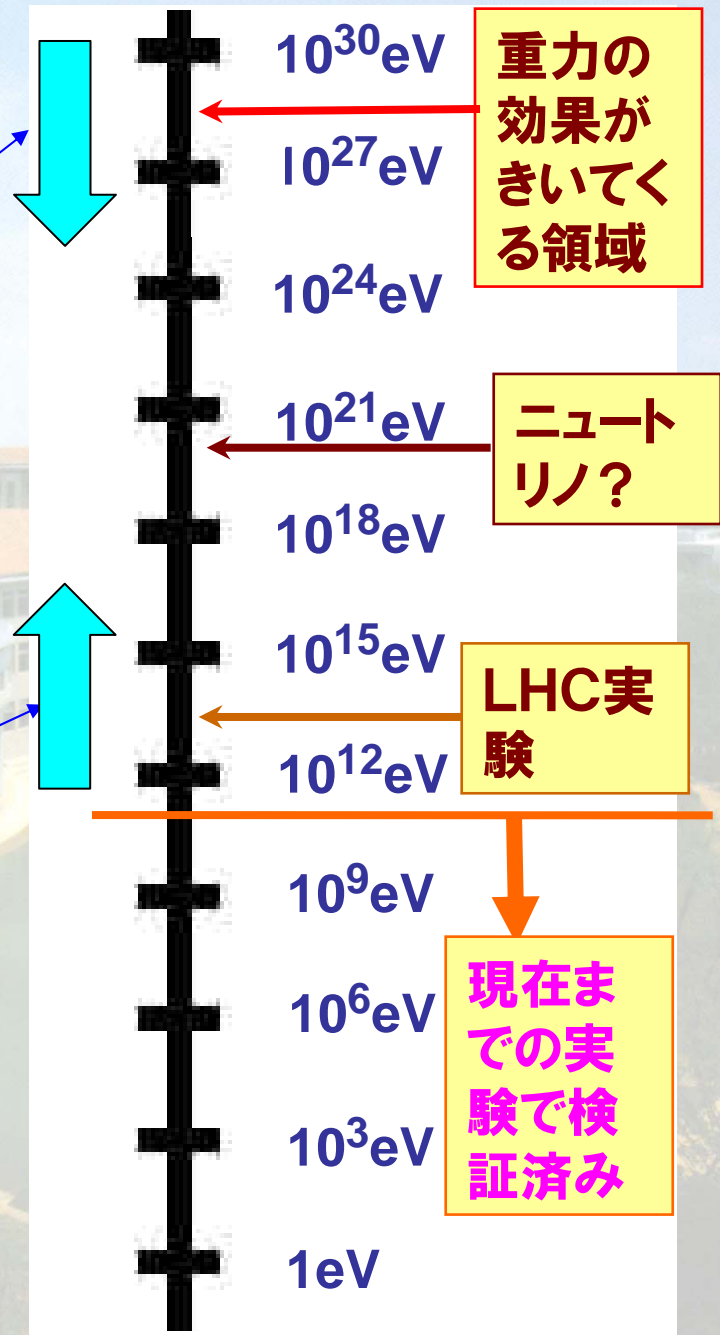 10³⁰eV
重力の
効果が
きいてく
る領域
10²⁷eV
10²⁴eV
10²¹eV
ニュート
リノ？
10¹⁸eV
10¹⁵eV
LHC実
験
10¹²eV
10⁹eV
現在ま
での実
験で検
証済み
10⁶eV
10³eV
1eV